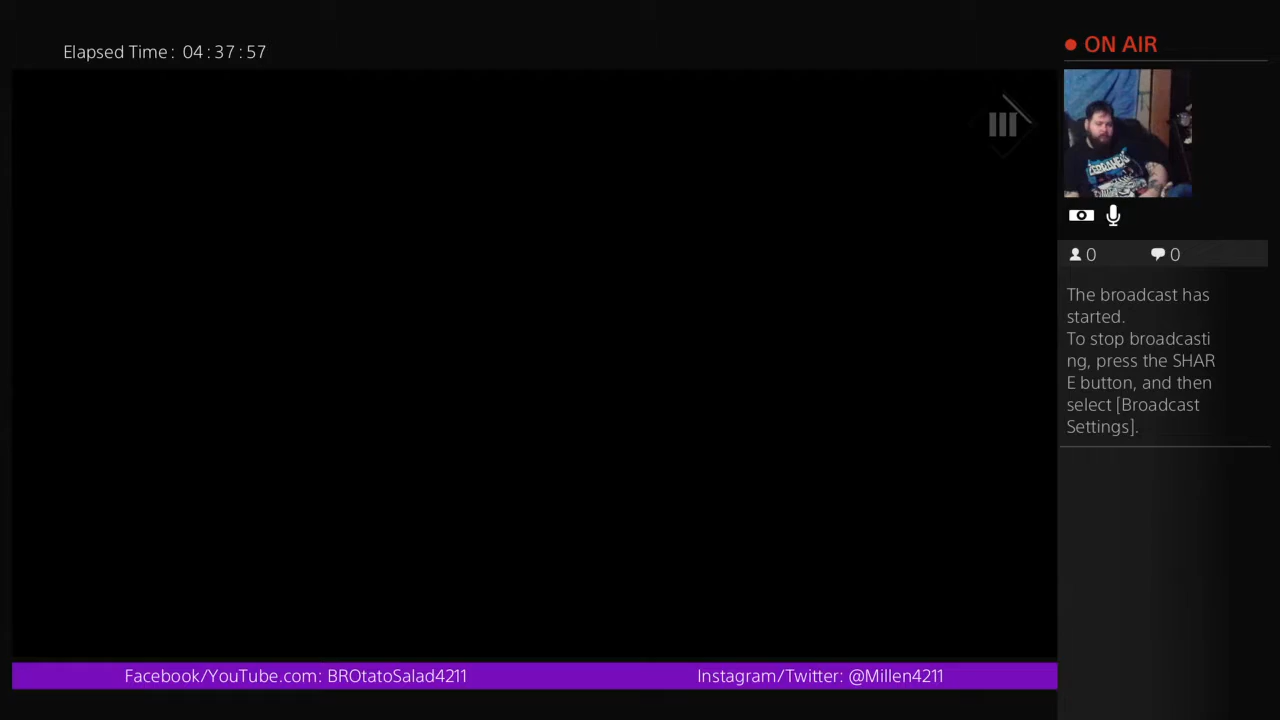 Elapsed Time: 04:37:57
ON AIR
0 0
The broadcast has
started.
To stop broadcasti
ng, press the SHAR
E button, and then
select [Broadcast
Settings].
Facebook/YouTube.com: BROtatoSalad4211 Instagram/Twitter: @Millen4211